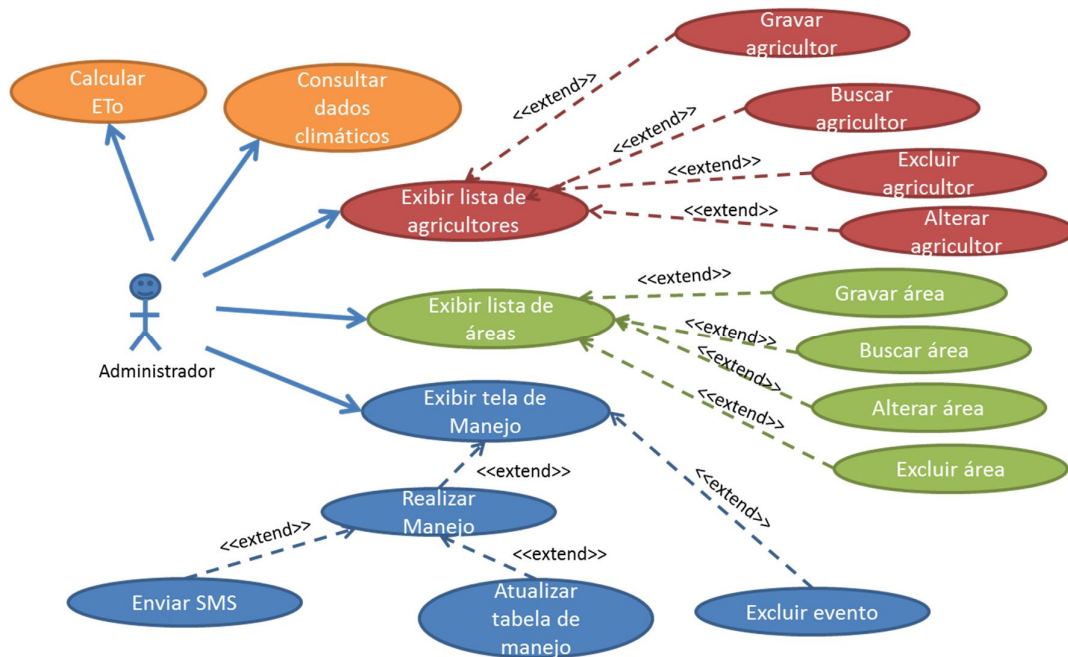 Gravar
agricultor
Calcular
ETo
Consultar
dados
climáticos
<<extend>>
Buscar
agricultor
<<extend>>
Excluir
agricultor
<<extend>>
Exibir lista de
agricultores
Alterar
agricultor
<<extend>>
<<extend>>
Gravar área
Exibir lista de
áreas
<<extend>>
Buscar área
<<extend>>
Administrador
Exibir tela de
Manejo
<<extend>>
Alterar área
Excluir área
<<extend>>
Realizar
Manejo
<<extend>>
<<extend>>
<<extend>>
Enviar SMS
Atualizar
tabela de
manejo
Excluir evento